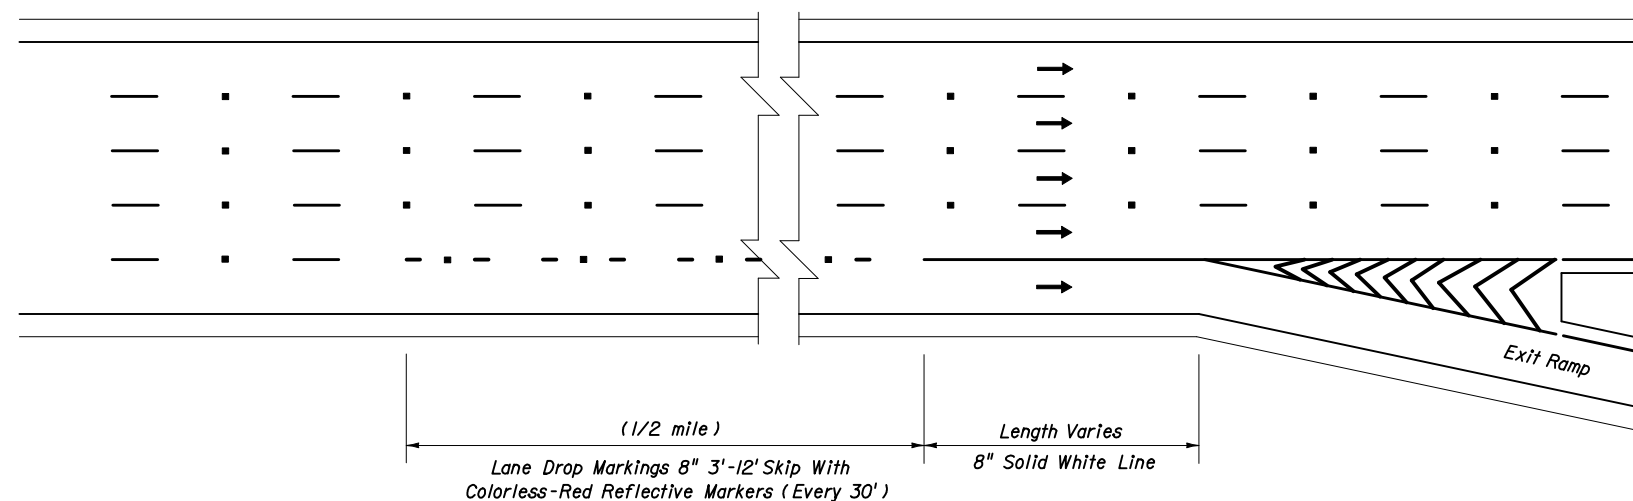 Exit Ramp
(1/2 mile)
Length Varies
Lane Drop Markings 8" 3'-12' Skip With
8" Solid White Line
Colorless-Red Reflective Markers (Every 30')